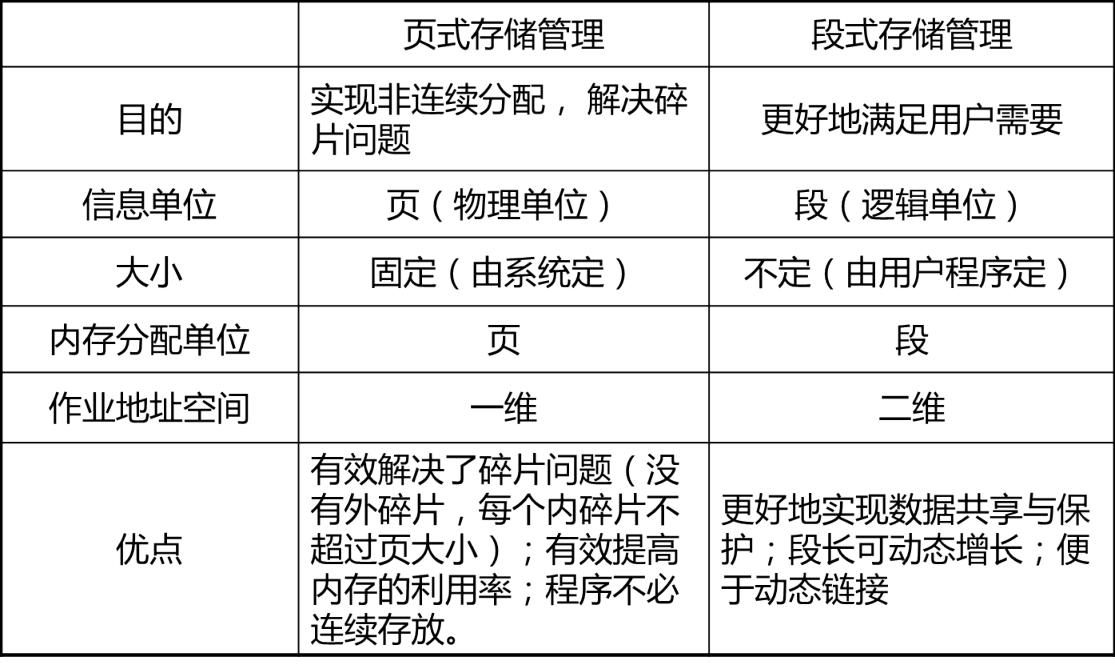 页式存储管理
段式存储管理
目的
实现非连续分配， 解决碎
片问题
更好地满足用户需要
信息单位
页（物理单位）
段（逻辑单位）
大小
固定（由系统定）
不定（由用户程序定）
内存分配单位
页
段
作业地址空间
一维
二维
优点
有效解决了碎片问题（没
有外碎片，每个内碎片不
超过页大小）；有效提高
内存的利用率；程序不必
连续存放。
更好地实现数据共享与保
护；段长可动态增长；便
于动态链接